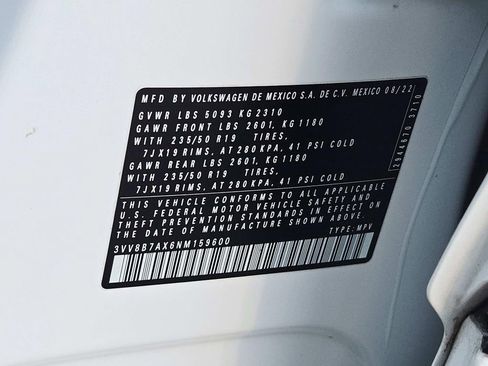 MFD BY VOLKSWAGEN DE MEXICO S.A. DE C.V. MEXICO 08/22
GVWR LBS 5093 KG 2310
GAWR FRONT LBS 2601, KG 1180
WITH 235/50 R19 TIRES,
7JX19 RIMS, AT 280 KPA, 41 PSI COLD
GAWR REAR LBS 2601, KG 1180
WITH 235/50 R19 TIRES,
7JX19 RIMS, AT 280 KPA, 41 PSI COLD
THIS VEHICLE CONFORMS TO ALL APPLICABLE
U.S. FEDERAL MOTOR VEHICLE SAFETY AND
THEFT PREVENTION STANDARDS IN EFFECT ON
THE DATE OF MANUFACTURE SHOWN ABOVE.
3VV8B7AX6NM159600 TYPE: MPV
2944670 3710